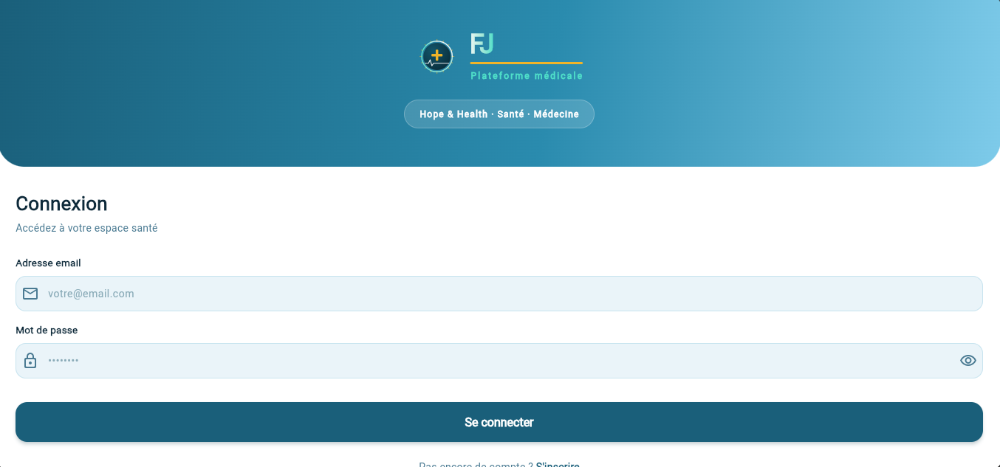 FJ
Plateforme médicale
Hope & Health · Santé · Médecine
Connexion
Accédez à votre espace santé
Adresse email
votre@email.com
Mot de passe
••••••••
Se connecter
Pas encore de compte ? S'inscrire